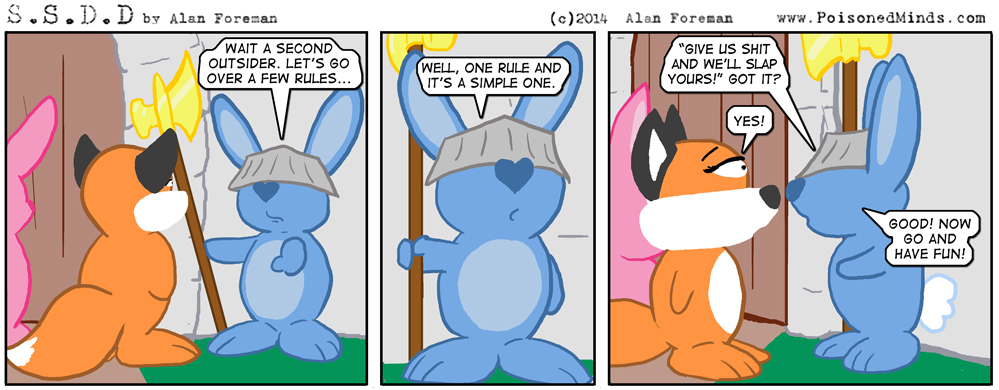 S.S.D.D by Alan Foreman (c)2014 Alan Foreman www.PoisonedMinds.com
WAIT A SECOND
OUTSIDER. LET'S GO
OVER A FEW RULES...
WELL, ONE RULE AND
IT'S A SIMPLE ONE.
"GIVE US SHIT
AND WE'LL SLAP
YOURS!" GOT IT?
YES!
GOOD! NOW
GO AND
HAVE FUN!